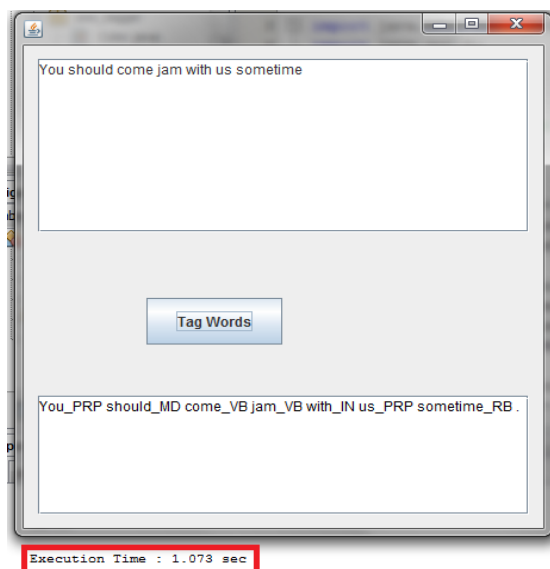 You should come jam with us sometime
Tag Words
You_PRP should_MD come_VB jam_VB with_IN us_PRP sometime_RB .
Execution Time : 1.073 sec